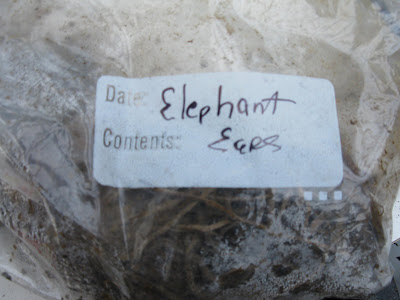 Date: Elephant
Contents: Ears